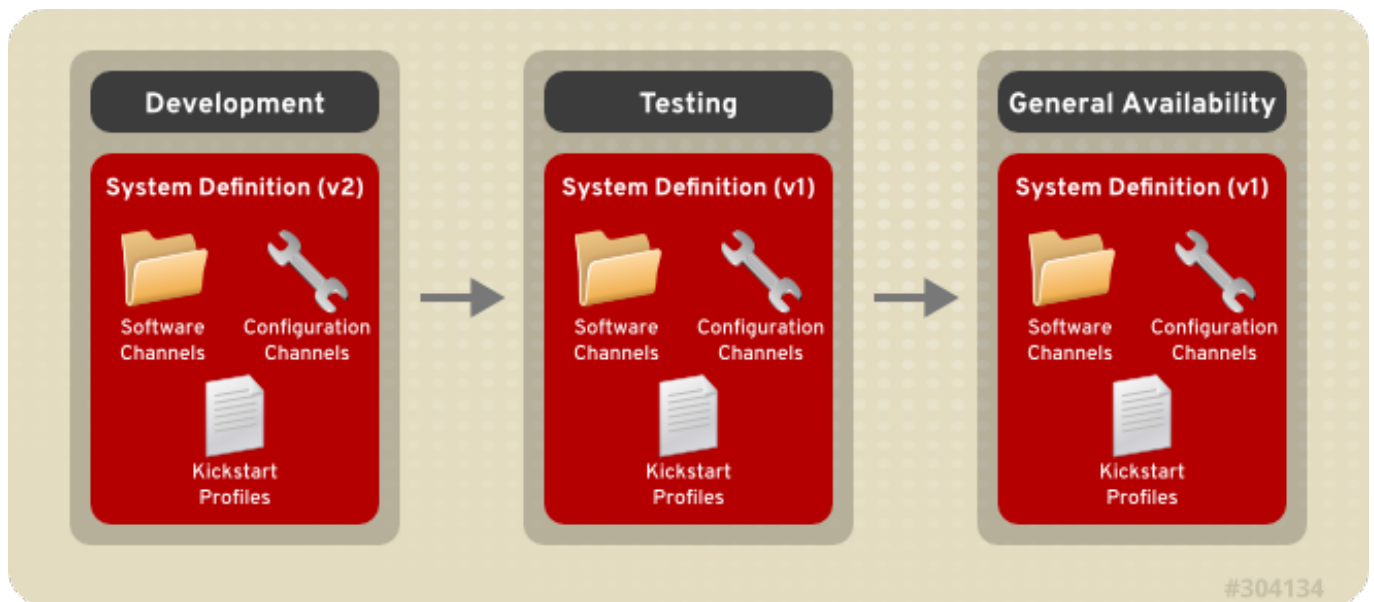 Development
System Definition (v2)
Software
Channels
Configuration
Channels
Kickstart
Profiles
Testing
System Definition (v1)
Software
Channels
Configuration
Channels
Kickstart
Profiles
General Availability
System Definition (v1)
Software
Channels
Configuration
Channels
Kickstart
Profiles
#304134